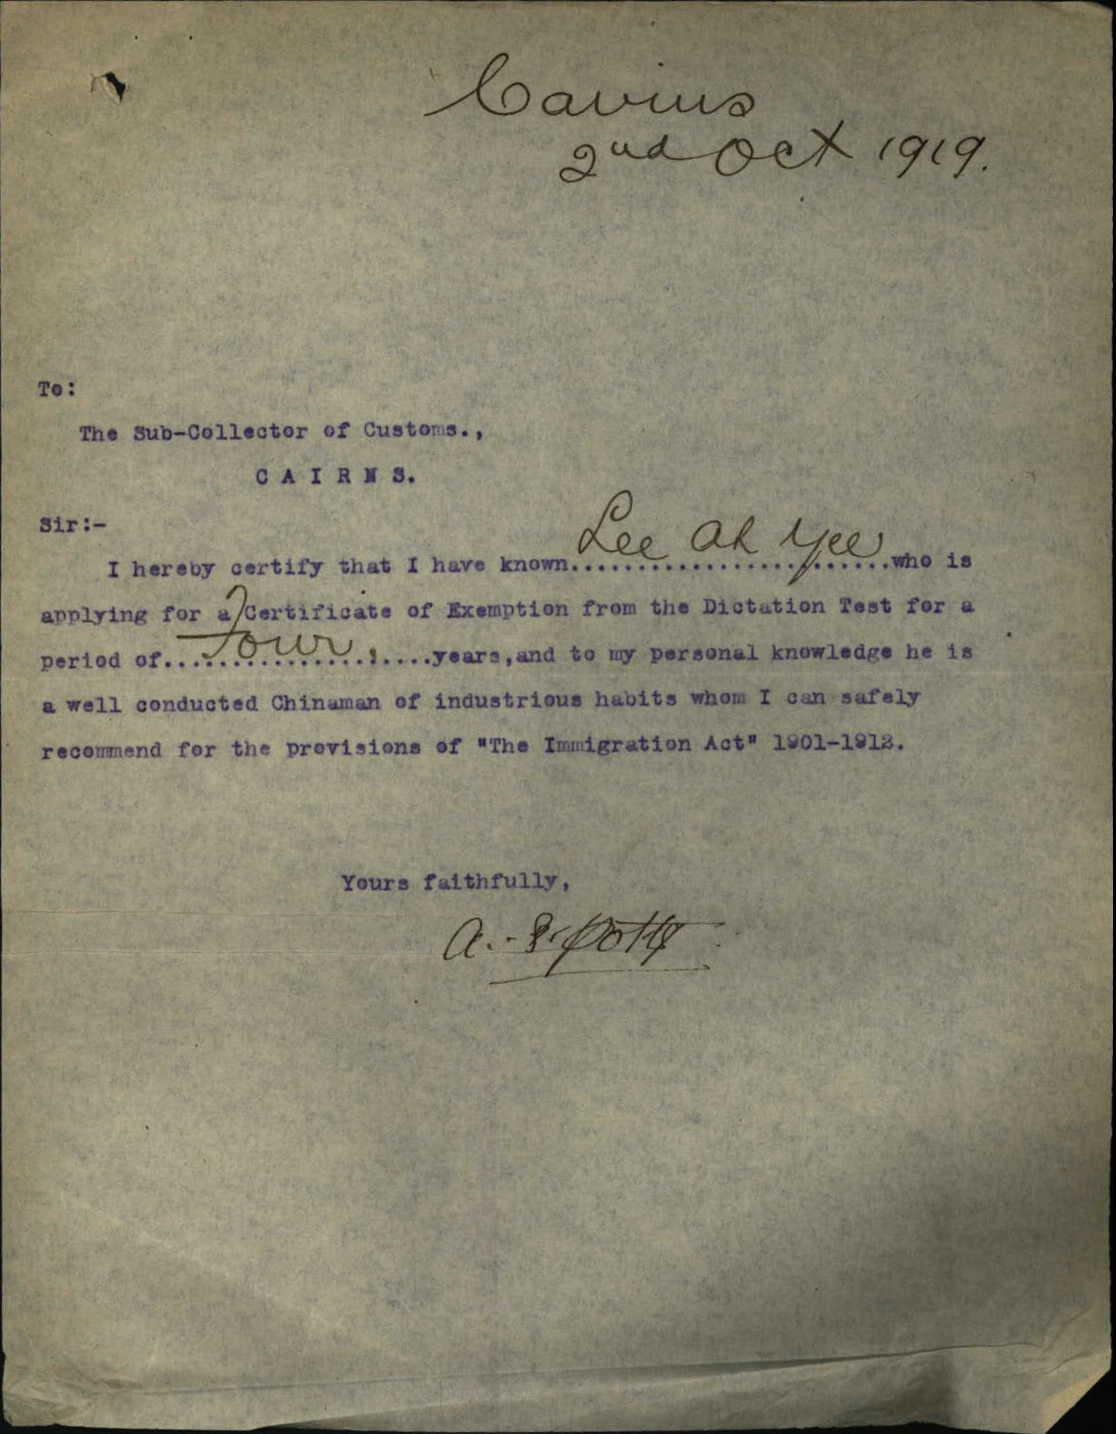 Cairns
2nd Oct 1919.
To:
The Sub-Collector of Customs.,
C A I R N S.
Sir:-
I hereby certify that I have known....Lee Ah Yee....who is
applying for a Certificate of Exemption from the Dictation Test for a
period of....Four....years,and to my personal knowledge he is
a well conducted Chinaman of industrious habits whom I can safely
recommend for the provisions of "The Immigration Act" 1901-1912.
Yours faithfully,